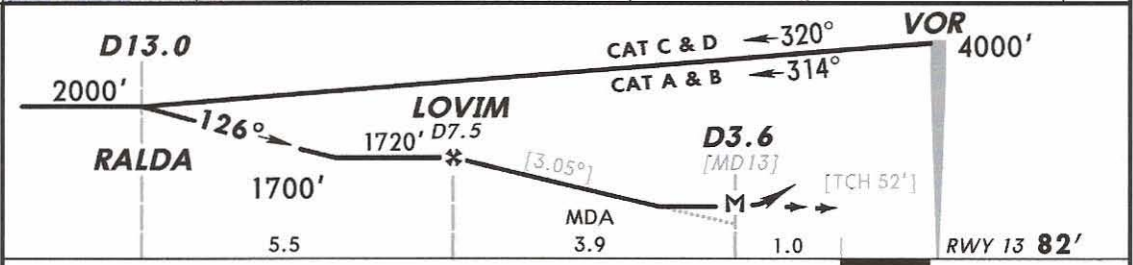 VOR
D13.0
CAT C & D 320°
4000'
CAT A & B 314°
2000'
LOVIM
126°
1720' D7.5
D3.6
RALDA
[3.05°]
[MD13]
1700'
[TCH 52']
M
MDA
5.5
3.9
1.0
RWY 13 82'